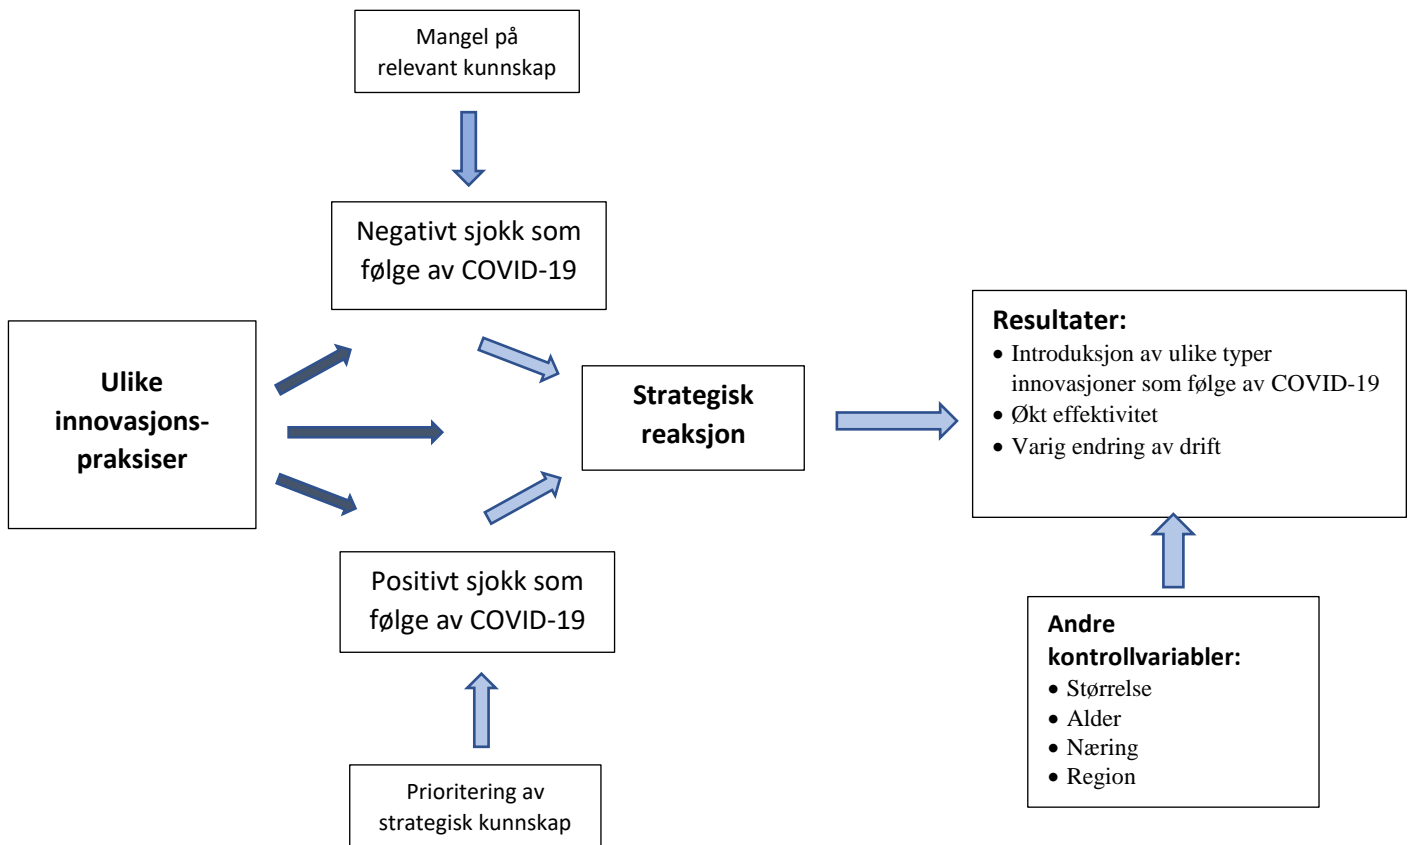 Mangel på
relevant kunnskap
Negativt sjokk som
følge av COVID-19
Ulike
innovasjons-
praksiser
Strategisk
reaksjon
Resultater:
• Introduksjon av ulike typer
innovasjoner som følge av COVID-19
• Økt effektivitet
• Varig endring av drift
Positivt sjokk som
følge av COVID-19
Andre
kontrollvariabler:
• Størrelse
• Alder
• Næring
• Region
Prioritering av
strategisk kunnskap